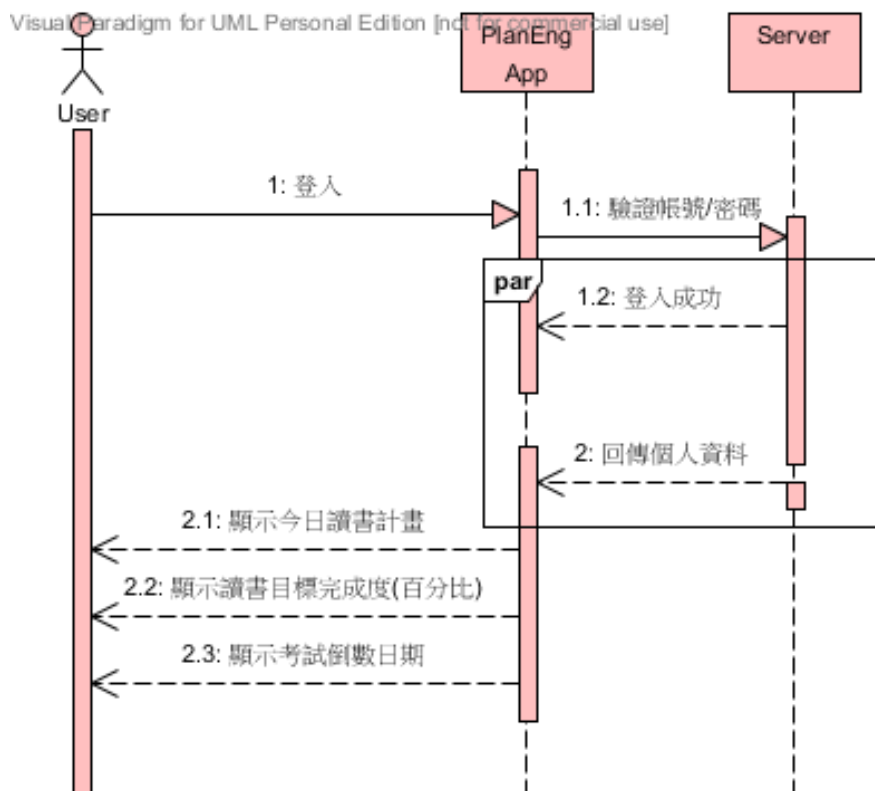 Visual Paradigm for UML Personal Edition [not for commercial use]
PlanEng
App
Server
User
1: 登入
1.1: 驗證帳號/密碼
par
1.2: 登入成功
2: 回傳個人資料
2.1: 顯示今日讀書計畫
2.2: 顯示讀書目標完成度(百分比)
2.3: 顯示考試倒數日期